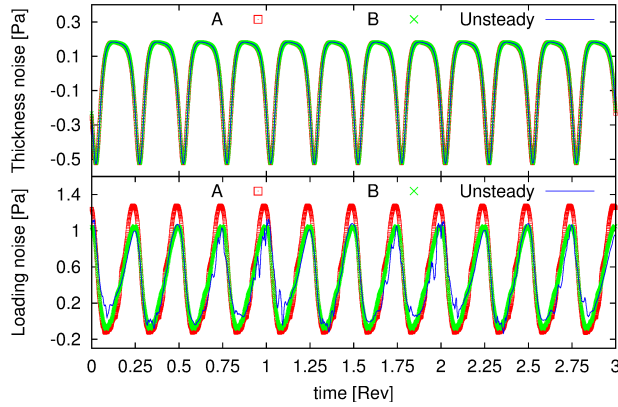 Thickness noise [Pa]
0.3
0.1
-0.1
-0.3
-0.5
A
B
Unsteady
Loading noise [Pa]
1.4
1
0.6
0.2
-0.2
A
B
Unsteady
0 0.25 0.5 0.75 1 1.25 1.5 1.75 2 2.25 2.5 2.75 3
time [Rev]